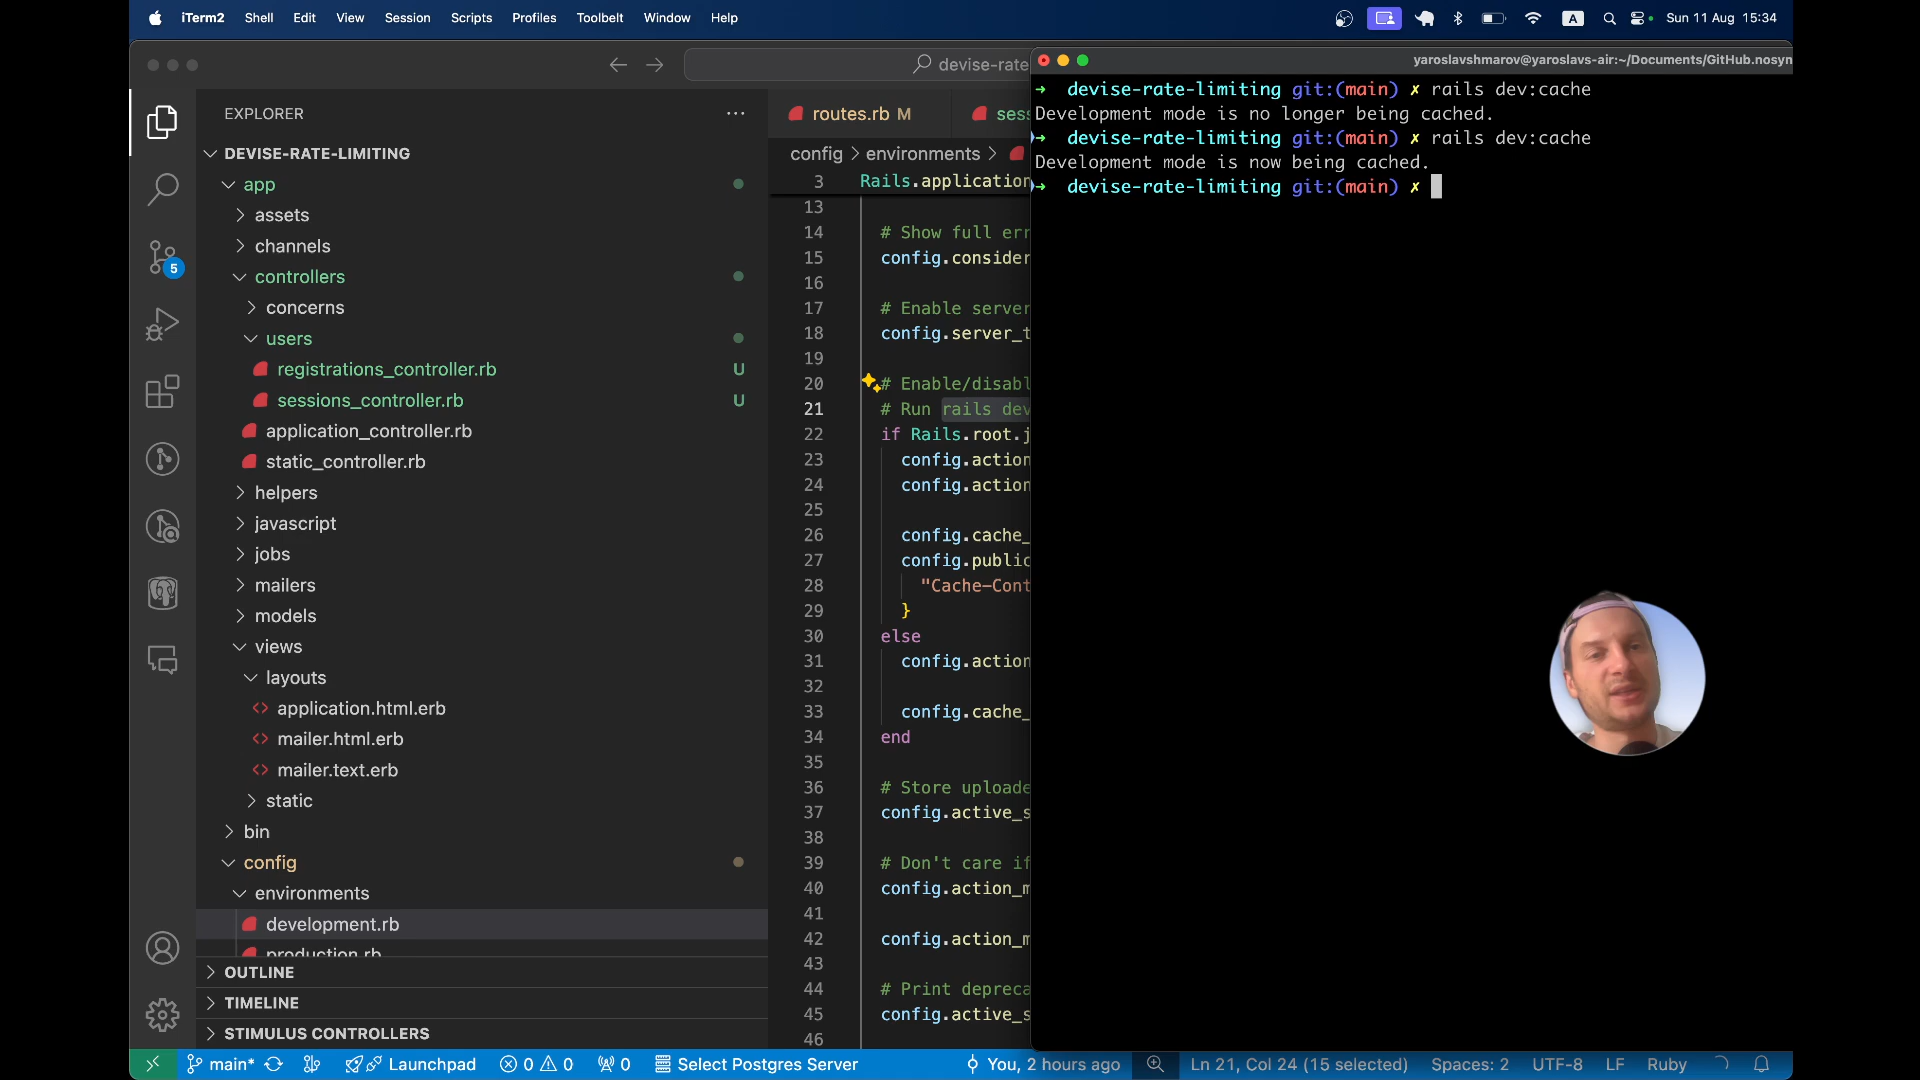 iTerm2 Shell Edit View Session Scripts Profiles Toolbelt Window Help
A Sun 11 Aug 15:34
devise-rate
yaroslavshmarov@yaroslavs-air:~/Documents/GitHub.nosyn
EXPLORER
DEVISE-RATE-LIMITING
app
assets
channels
controllers
concerns
users
registrations_controller.rb U
sessions_controller.rb U
application_controller.rb
static_controller.rb
helpers
javascript
jobs
mailers
models
views
layouts
application.html.erb
mailer.html.erb
mailer.text.erb
static
bin
config
environments
development.rb
production.rb
OUTLINE
TIMELINE
STIMULUS CONTROLLERS
5
routes.rb M
ses
config > environments >
3 Rails.application
13
14 # Show full err
15 config.consider
16
17 # Enable server
18 config.server_t
19
20 # Enable/disabl
21 # Run rails dev
22 if Rails.root.j
23 config.action
24 config.action
25
26 config.cache_
27 config.public
28 "Cache-Cont
29 }
30 else
31 config.action
32
33 config.cache_
34 end
35
36 # Store uploade
37 config.active_s
38
39 # Don't care if
40 config.action_m
41
42 config.action_m
43
44 # Print depreca
45 config.active_s
46
➜ devise-rate-limiting git:(main) ✗ rails dev:cache
Development mode is no longer being cached.
➜ devise-rate-limiting git:(main) ✗ rails dev:cache
Development mode is now being cached.
➜ devise-rate-limiting git:(main) ✗
main* Launchpad 0 0 0 Select Postgres Server You, 2 hours ago Ln 21, Col 24 (15 selected) Spaces: 2 UTF-8 LF Ruby